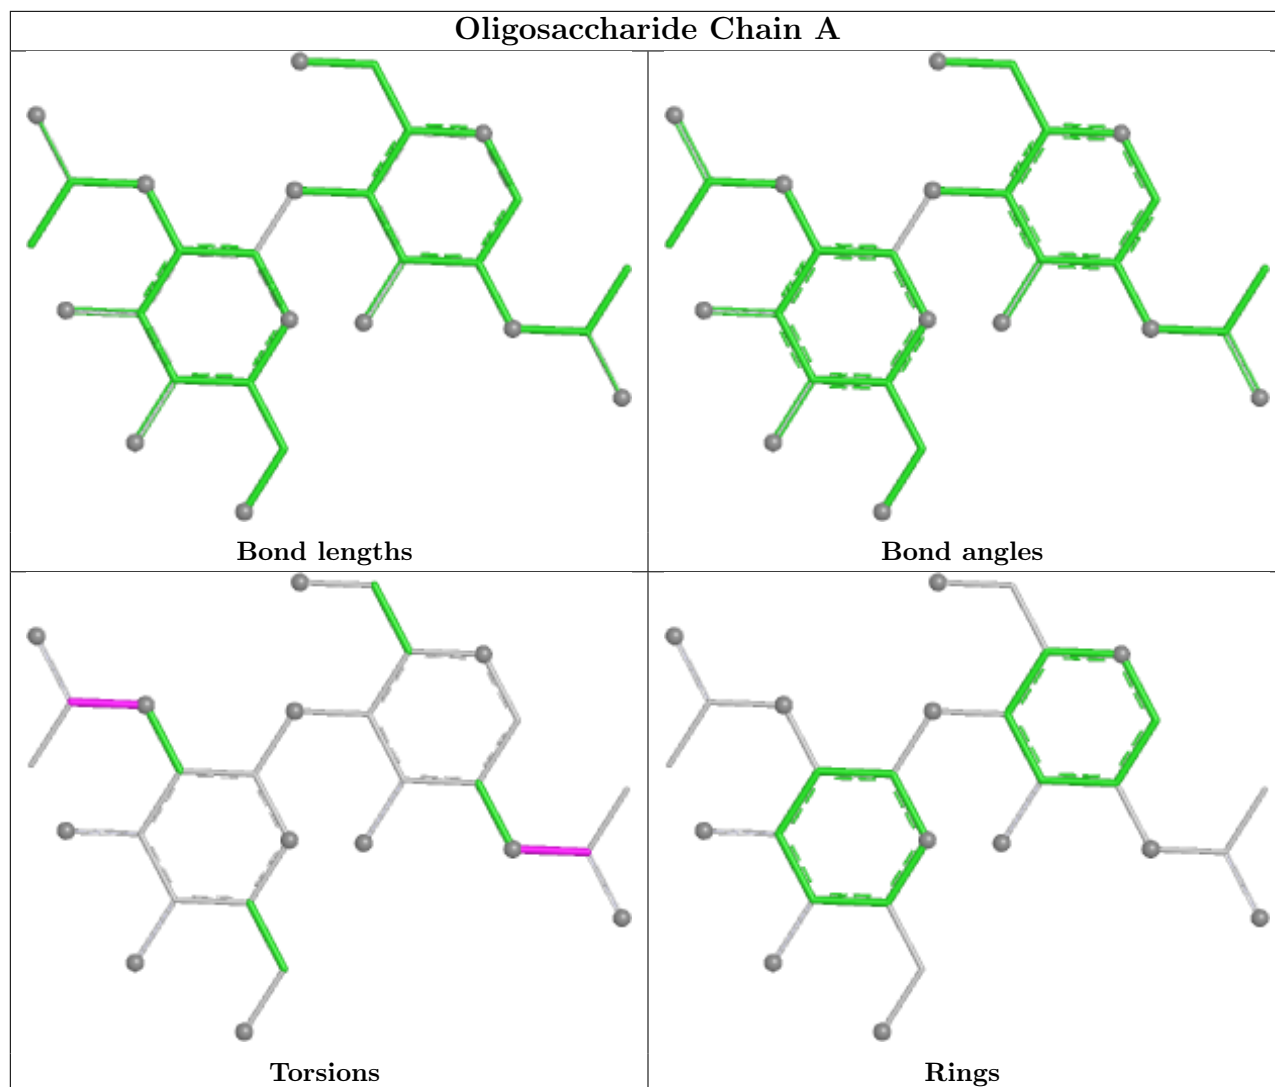 Oligosaccharide Chain A
Bond lengths
Bond angles
Torsions
Rings